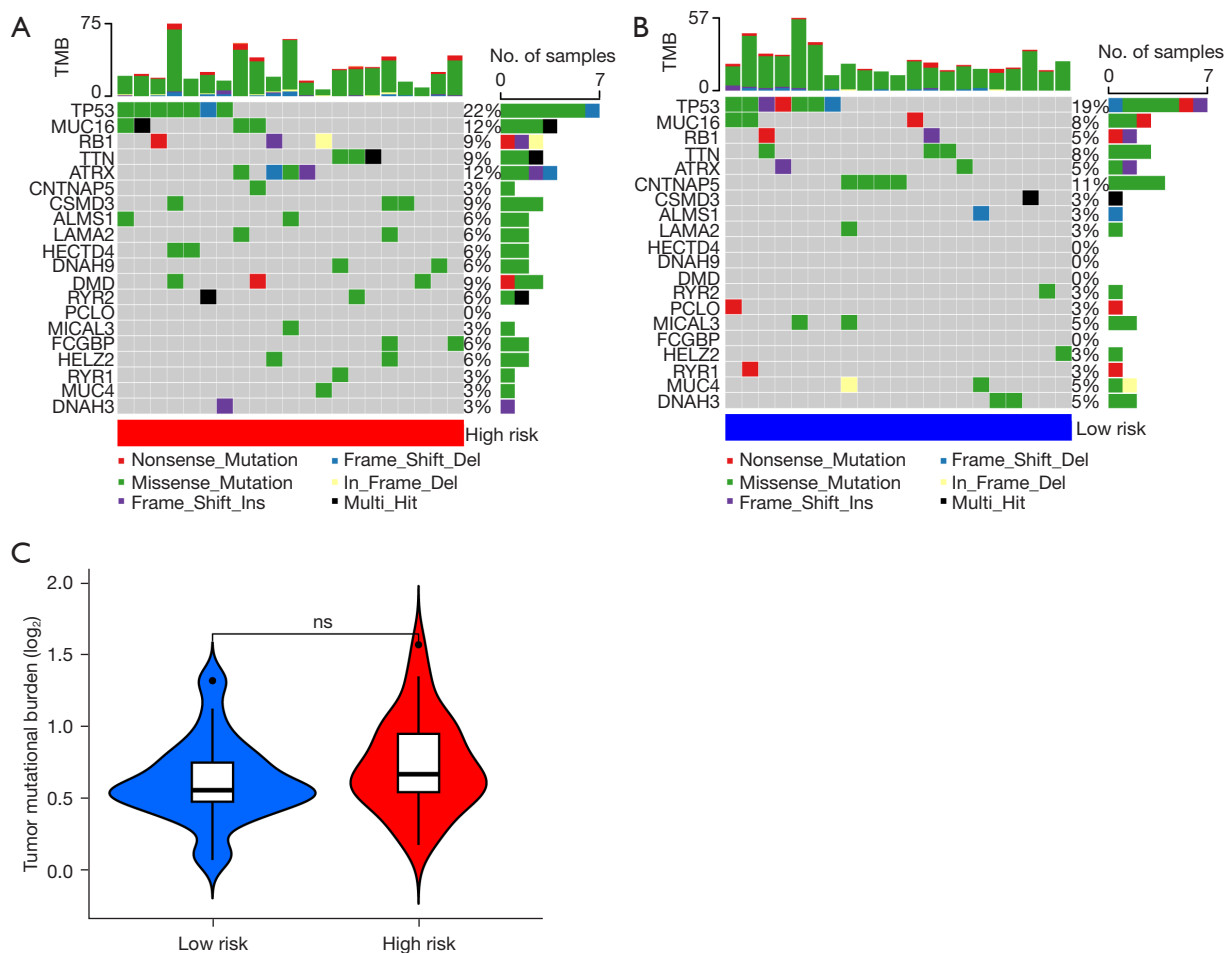 A
TMB
75
0
No. of samples
0 7
TP53 22%
MUC16 12%
RB1 9%
TTN 9%
ATRX 12%
CNTNAP5 3%
CSMD3 9%
ALMS1 6%
LAMA2 6%
HECTD4 6%
DNAH9 6%
DMD 9%
RYR2 6%
PCLO 0%
MICAL3 3%
FCGBP 6%
HELZ2 6%
RYR1 3%
MUC4 3%
DNAH3 3%
High risk
Nonsense_Mutation Frame_Shift_Del
Missense_Mutation In_Frame_Del
Frame_Shift_Ins Multi_Hit
B
TMB
57
0
No. of samples
0 7
TP53 19%
MUC16 8%
RB1 5%
TTN 8%
ATRX 5%
CNTNAP5 11%
CSMD3 3%
ALMS1 3%
LAMA2 3%
HECTD4 0%
DNAH9 0%
DMD 0%
RYR2 3%
PCLO 3%
MICAL3 5%
FCGBP 0%
HELZ2 3%
RYR1 3%
MUC4 5%
DNAH3 5%
Low risk
Nonsense_Mutation Frame_Shift_Del
Missense_Mutation In_Frame_Del
Frame_Shift_Ins Multi_Hit
C
Tumor mutational burden (log₂)
2.0
1.5
1.0
0.5
0.0
ns
Low risk High risk